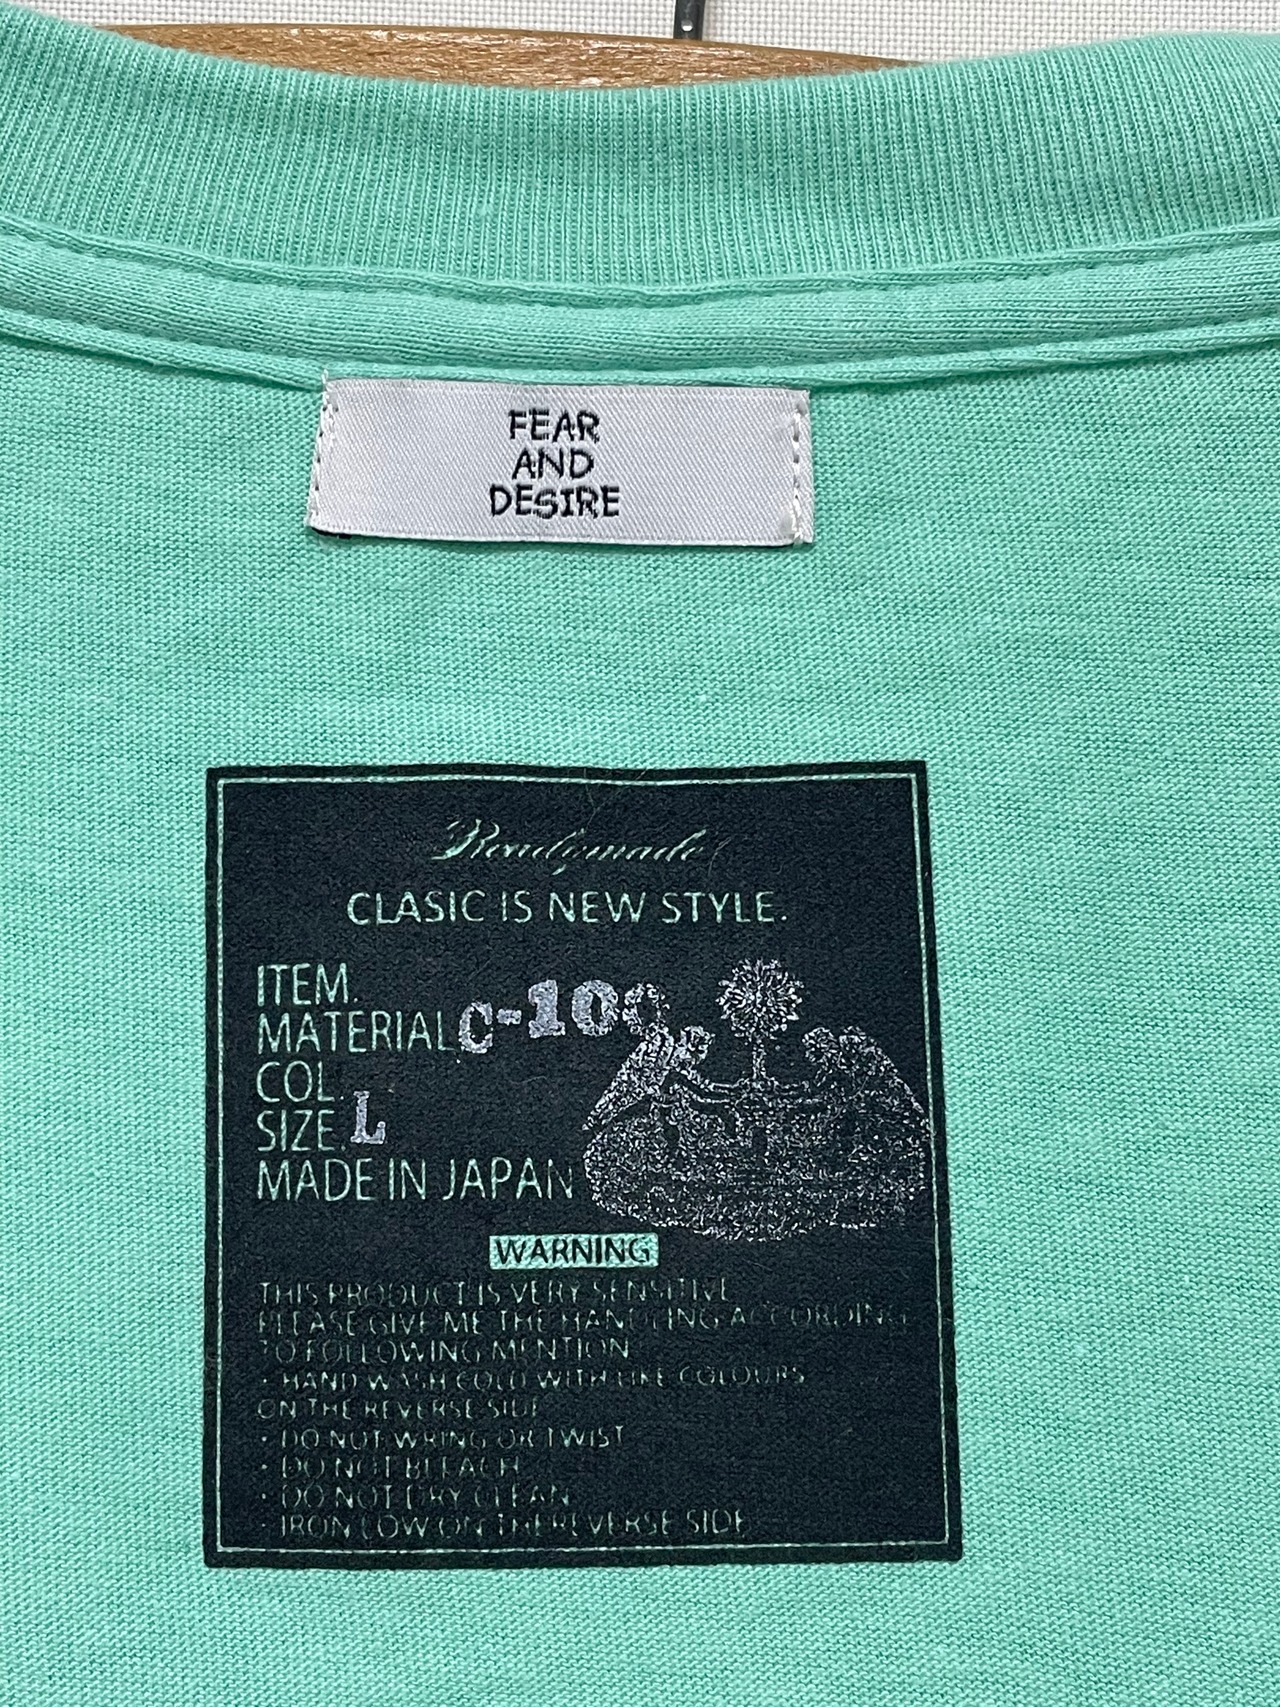 FEAR
AND
DESIRE
Readymade
CLASIC IS NEW STYLE.
ITEM.
MATERIAL C-100
COL.
SIZE. L
MADE IN JAPAN
WARNING
THIS PRODUCT IS VERY SENSITIVE
PLEASE GIVE ME THE HANDLING ACCORDING
TO FOLLOWING MENTION
• HAND WASH COLD WITH LIKE COLOURS
ON THE REVERSE SIDE
• DO NOT WRING OR TWIST
• DO NOT BLEACH
• DO NOT DRY CLEAN
• IRON LOW ON THE REVERSE SIDE